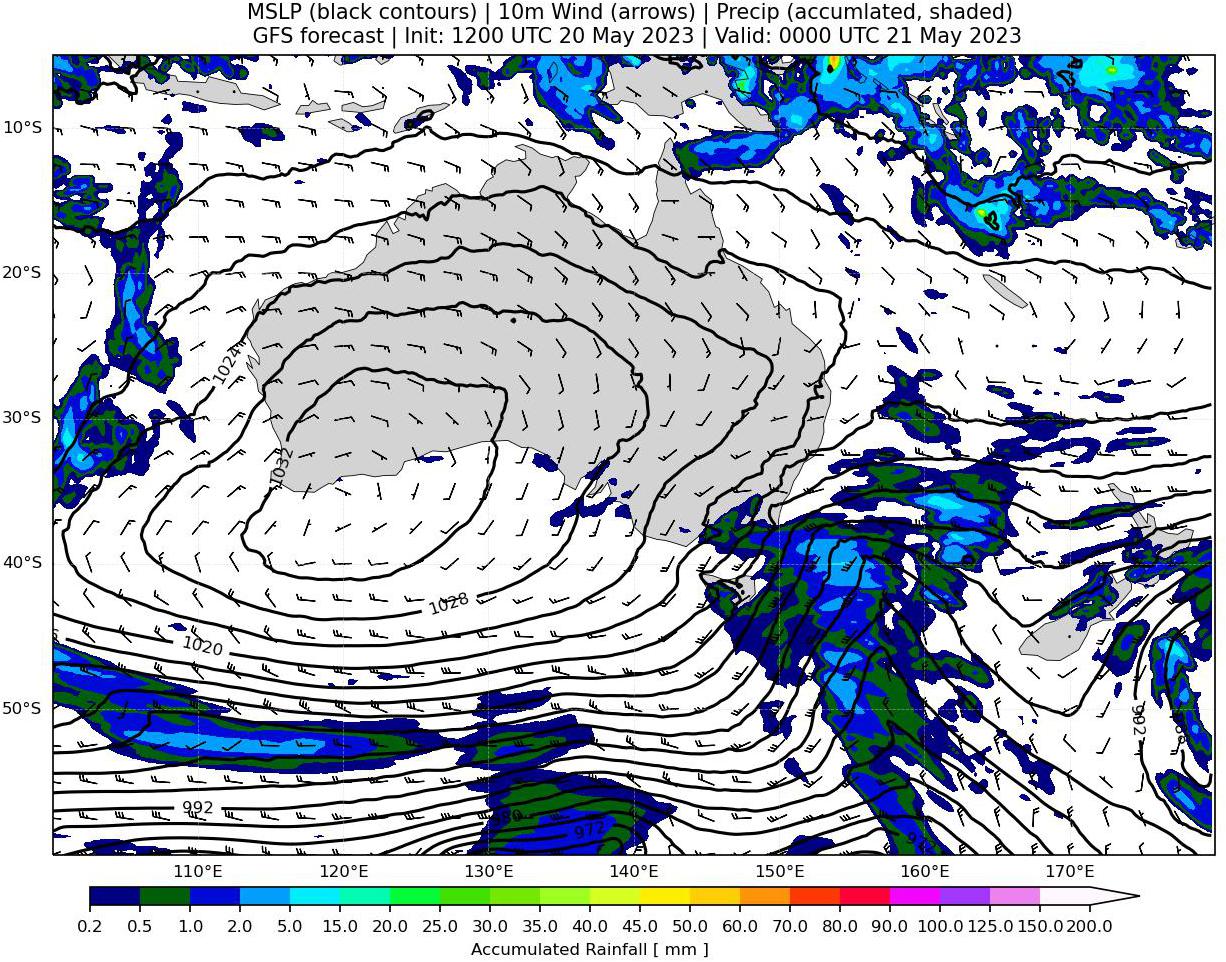 MSLP (black contours) | 10m Wind (arrows) | Precip (accumlated, shaded)
GFS forecast | Init: 1200 UTC 20 May 2023 | Valid: 0000 UTC 21 May 2023
10°S
20°S
1024
30°S
1032
40°S
1028
1020
50°S
992
980
972
110°E 120°E 130°E 140°E 150°E 160°E 170°E
0.2 0.5 1.0 2.0 5.0 10.0 15.0 20.0 25.0 30.0 35.0 40.0 45.0 50.0 60.0 70.0 80.0 90.0 100.0 125.0 150.0 200.0
Accumulated Rainfall [ mm ]